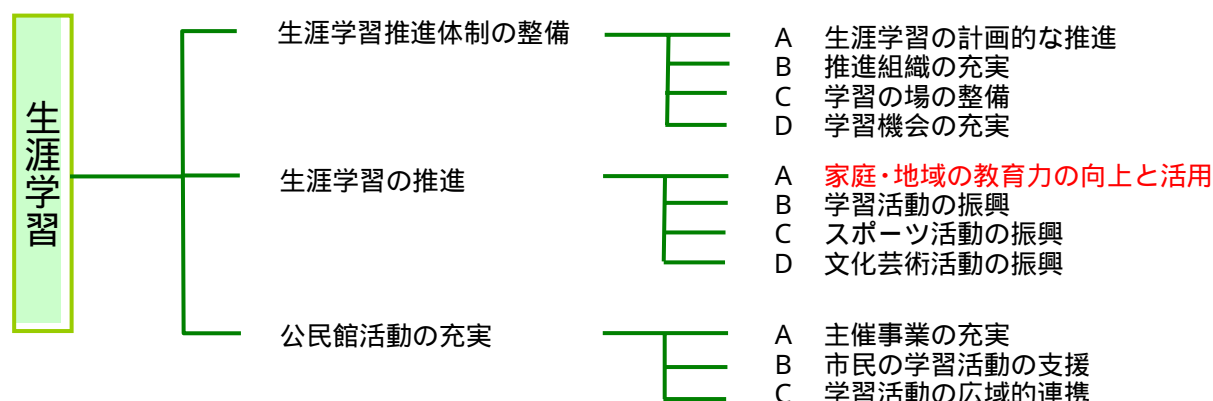 生涯学習
生涯学習推進体制の整備
A 生涯学習の計画的な推進
B 推進組織の充実
C 学習の場の整備
D 学習機会の充実
生涯学習の推進
A 家庭・地域の教育力の向上と活用
B 学習活動の振興
C スポーツ活動の振興
D 文化芸術活動の振興
公民館活動の充実
A 主催事業の充実
B 市民の学習活動の支援
C 学習活動の広域的連携